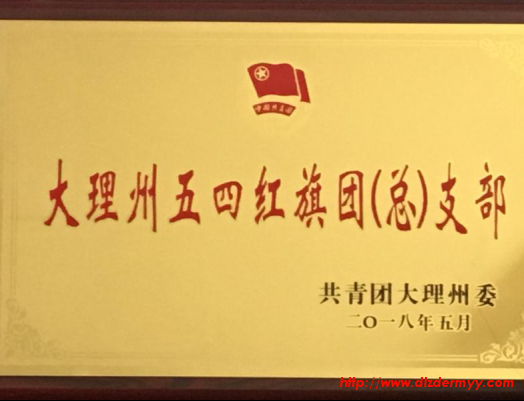 中国共青团
大理州五四红旗团(总)支部
共青团大理州委
二〇一八年五月
http://www.dlzdermyy.com